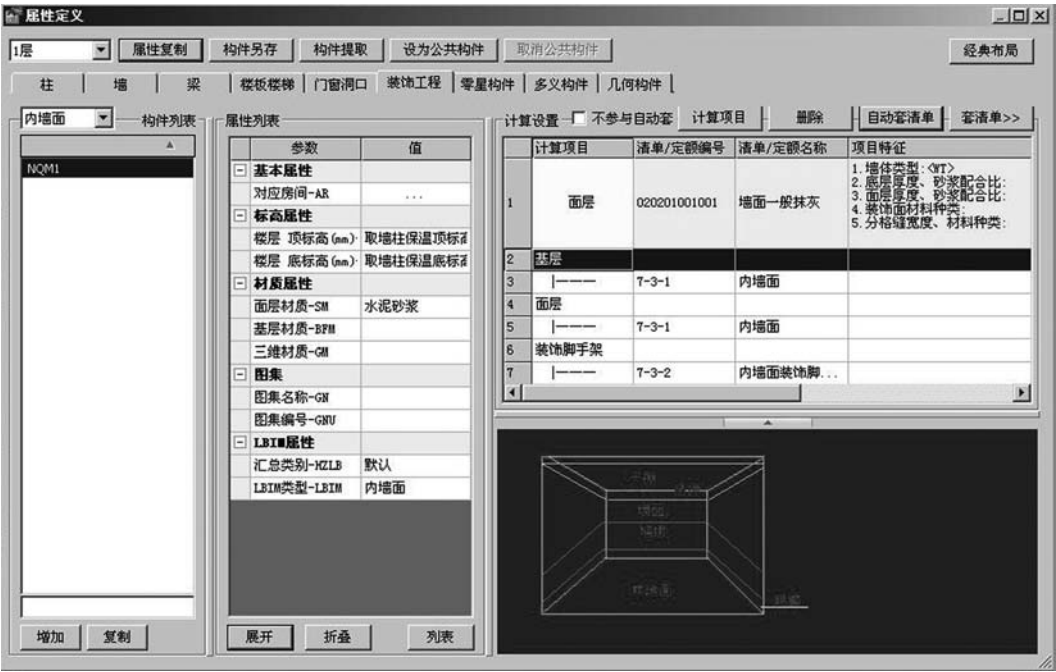 属性定义
1层 属性复制 构件另存 构件提取 设为公共构件 取消公共构件 经典布局
柱 墙 梁 楼板楼梯 门窗洞口 装饰工程 零星构件 多义构件 几何构件
内墙面 构件列表
NQM1
增加 复制
属性列表
参数 值
基本属性
对应房间-AR ...
标高属性
楼层 顶标高(mm) 取墙柱保温顶标高
楼层 底标高(mm) 取墙柱保温底标高
材质属性
面层材质-SM 水泥砂浆
基层材质-BFM
三维材质-GM
图集
图集名称-GN
图集编号-GNU
LBIM属性
汇总类别-HZLB 默认
LBIM类型-LBIM 内墙面
展开 折叠 列表
计算设置 不参与自动套 计算项目 删除 自动套清单 套清单>>
计算项目 清单/定额编号 清单/定额名称 项目特征
1 面层 020201001001 墙面一般抹灰
1.墙体类型:<WT>
2.底层厚度、砂浆配合比:
3.面层厚度、砂浆配合比:
4.装饰面材料种类:
5.分格缝宽度、材料种类:
2 基层
3 |——— 7-3-1 内墙面
4 面层
5 |——— 7-3-1 内墙面
6 装饰脚手架
7 |——— 7-3-2 内墙面装饰脚...